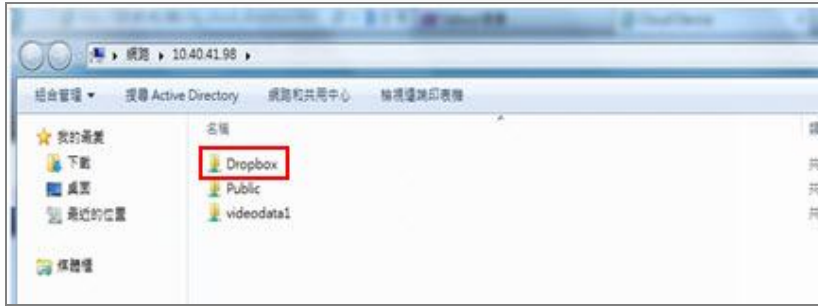 網路 ▸ 10.40.41.98 ▸
組合管理 ▾ 搜尋 Active Directory 網路和共用中心 檢視遠端印表機
我的最愛
下載
桌面
最近的位置
媒體櫃
名稱
Dropbox
Public
videodata1